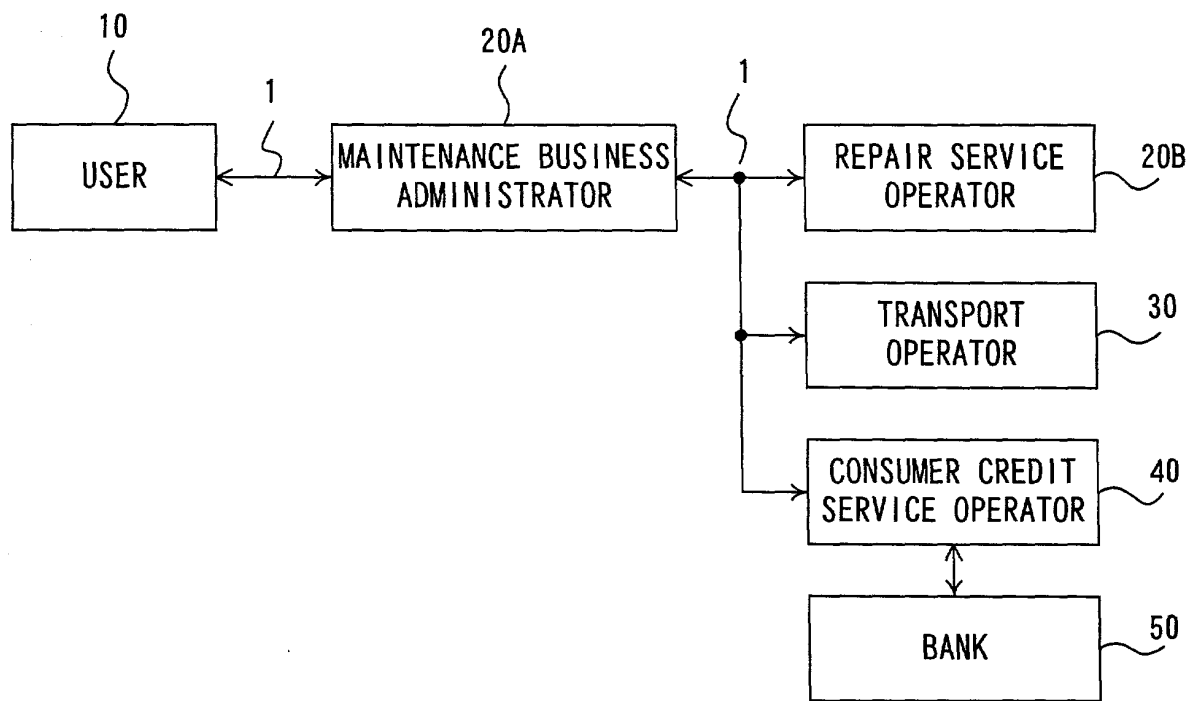 10
20A
1
1
USER
MAINTENANCE BUSINESS
ADMINISTRATOR
REPAIR SERVICE
OPERATOR
20B
TRANSPORT
OPERATOR
30
CONSUMER CREDIT
SERVICE OPERATOR
40
BANK
50